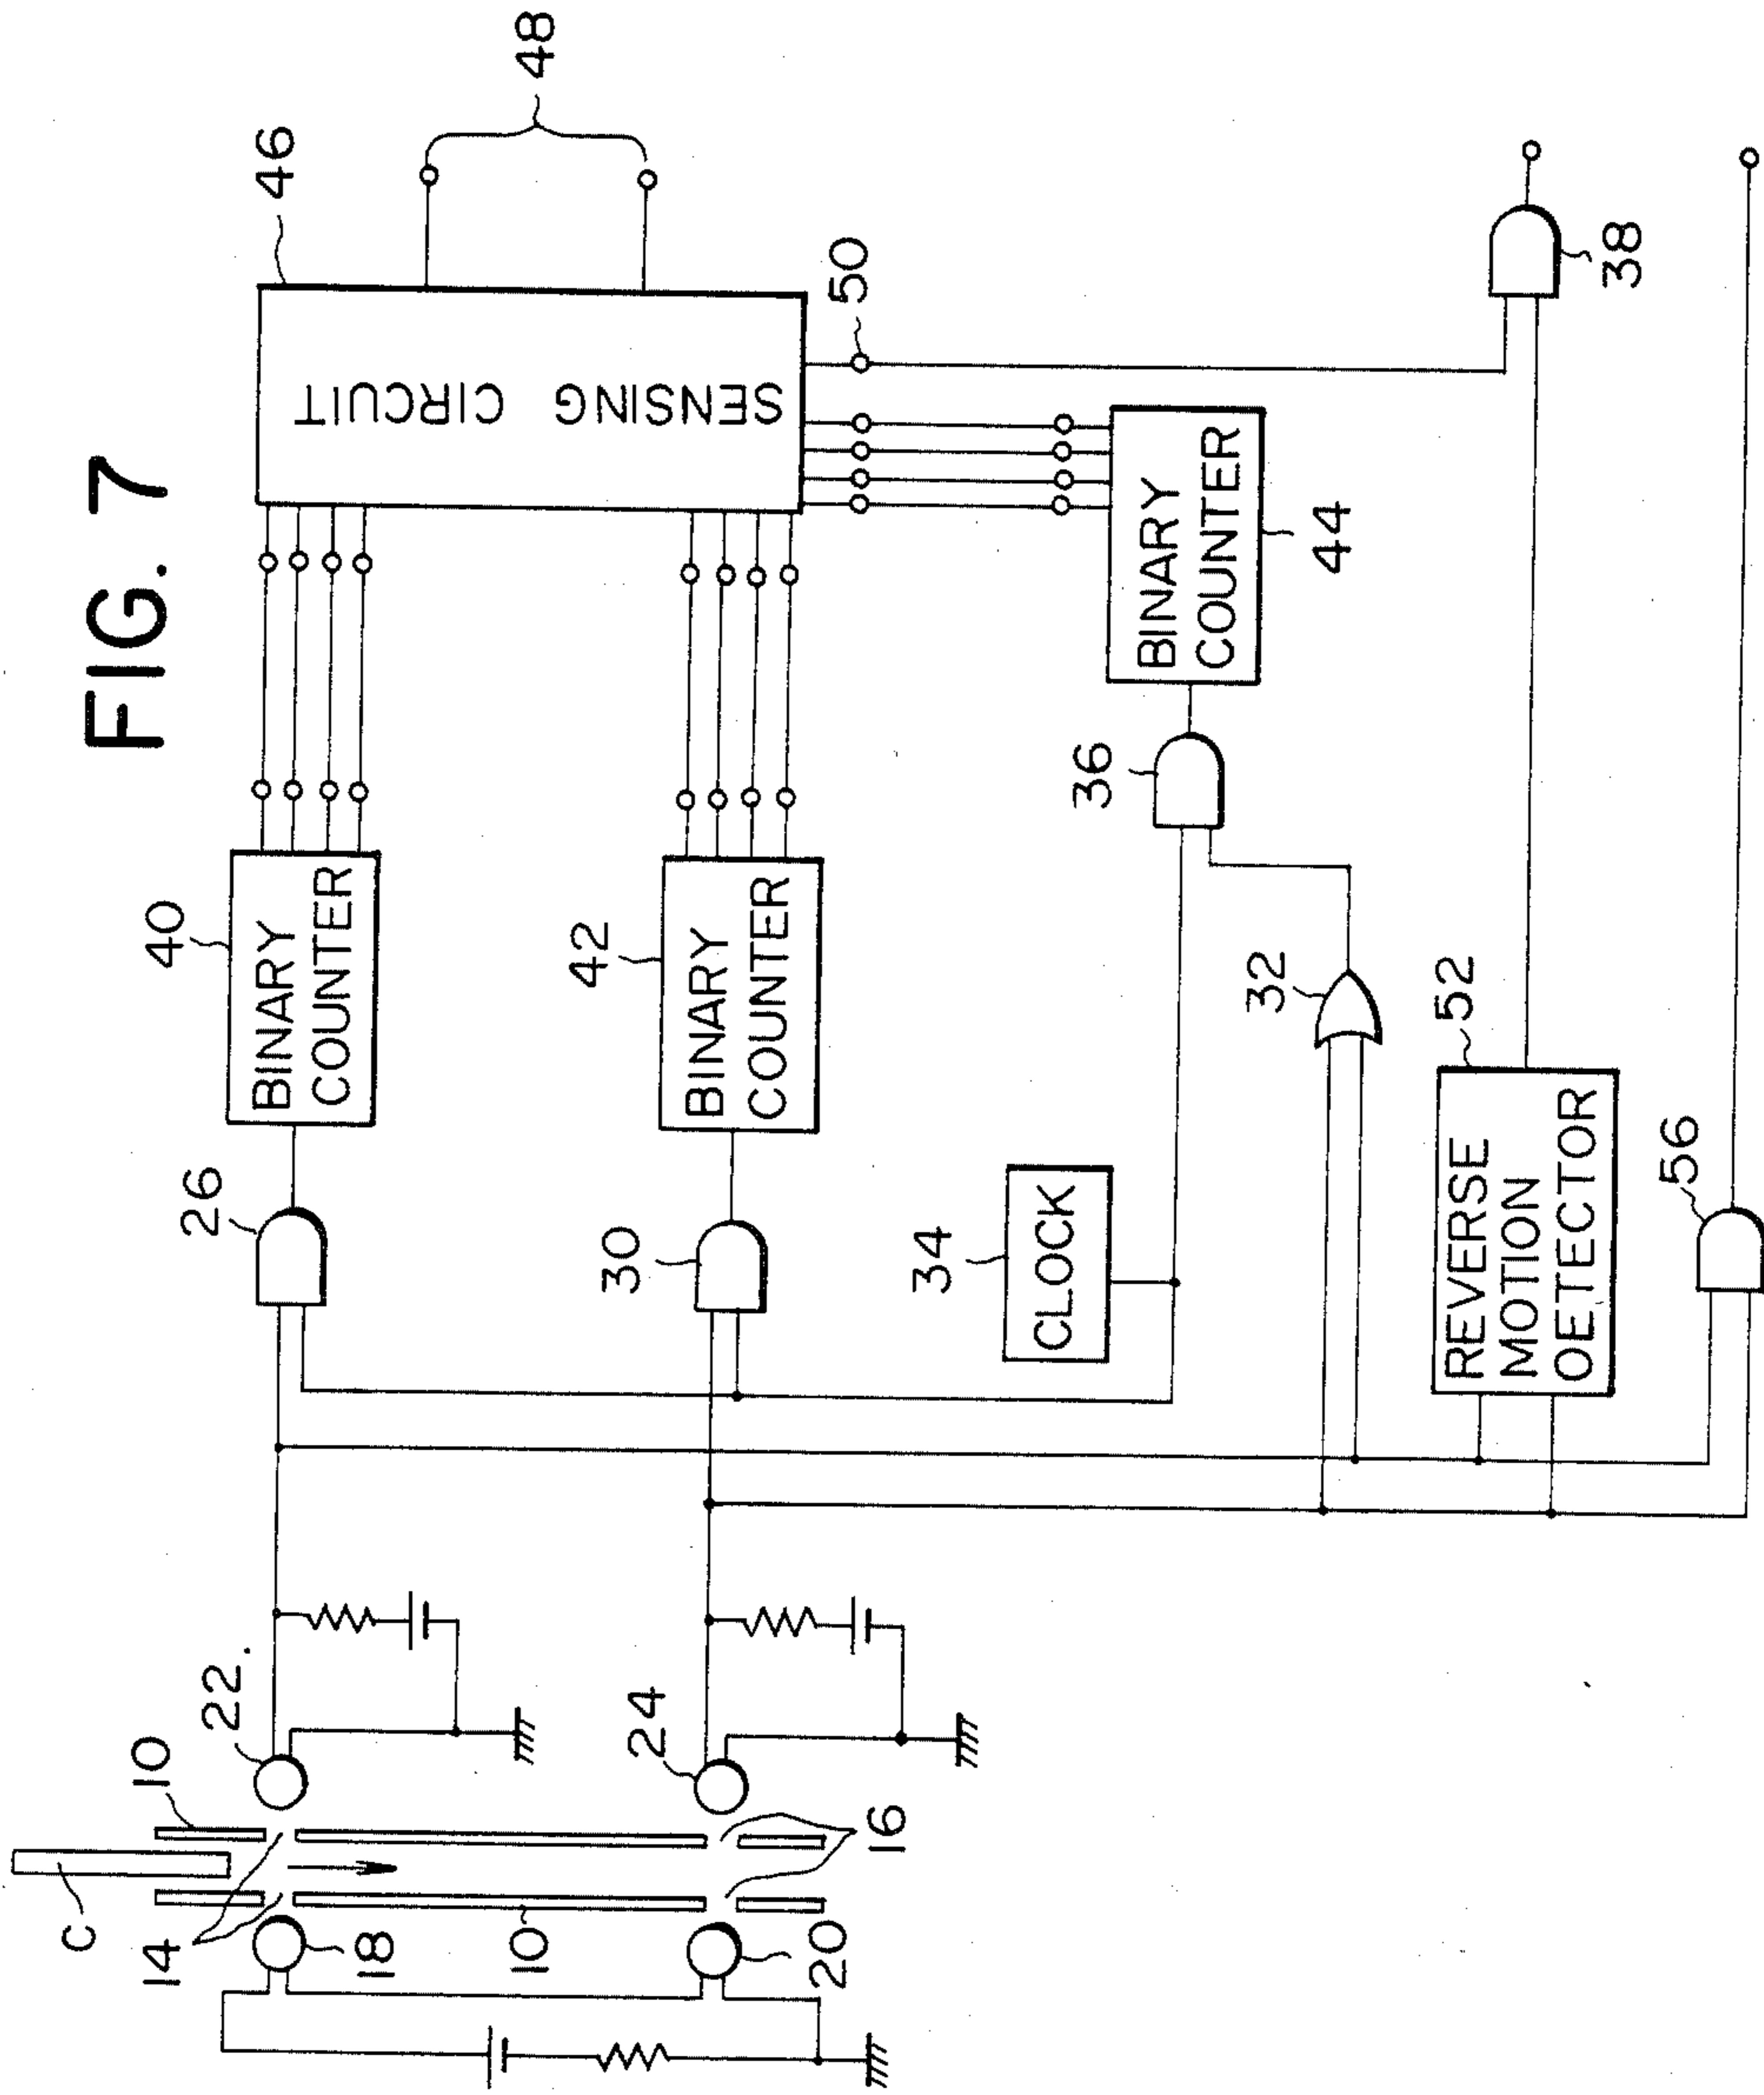 FIG. 7
C
10
22
14
18
10
20
16
24
26
30
34
CLOCK
40
BINARY
COUNTER
42
BINARY
COUNTER
46
SENSING CIRCUIT
48
50
36
44
BINARY
COUNTER
32
52
REVERSE
MOTION
DETECTOR
56
38